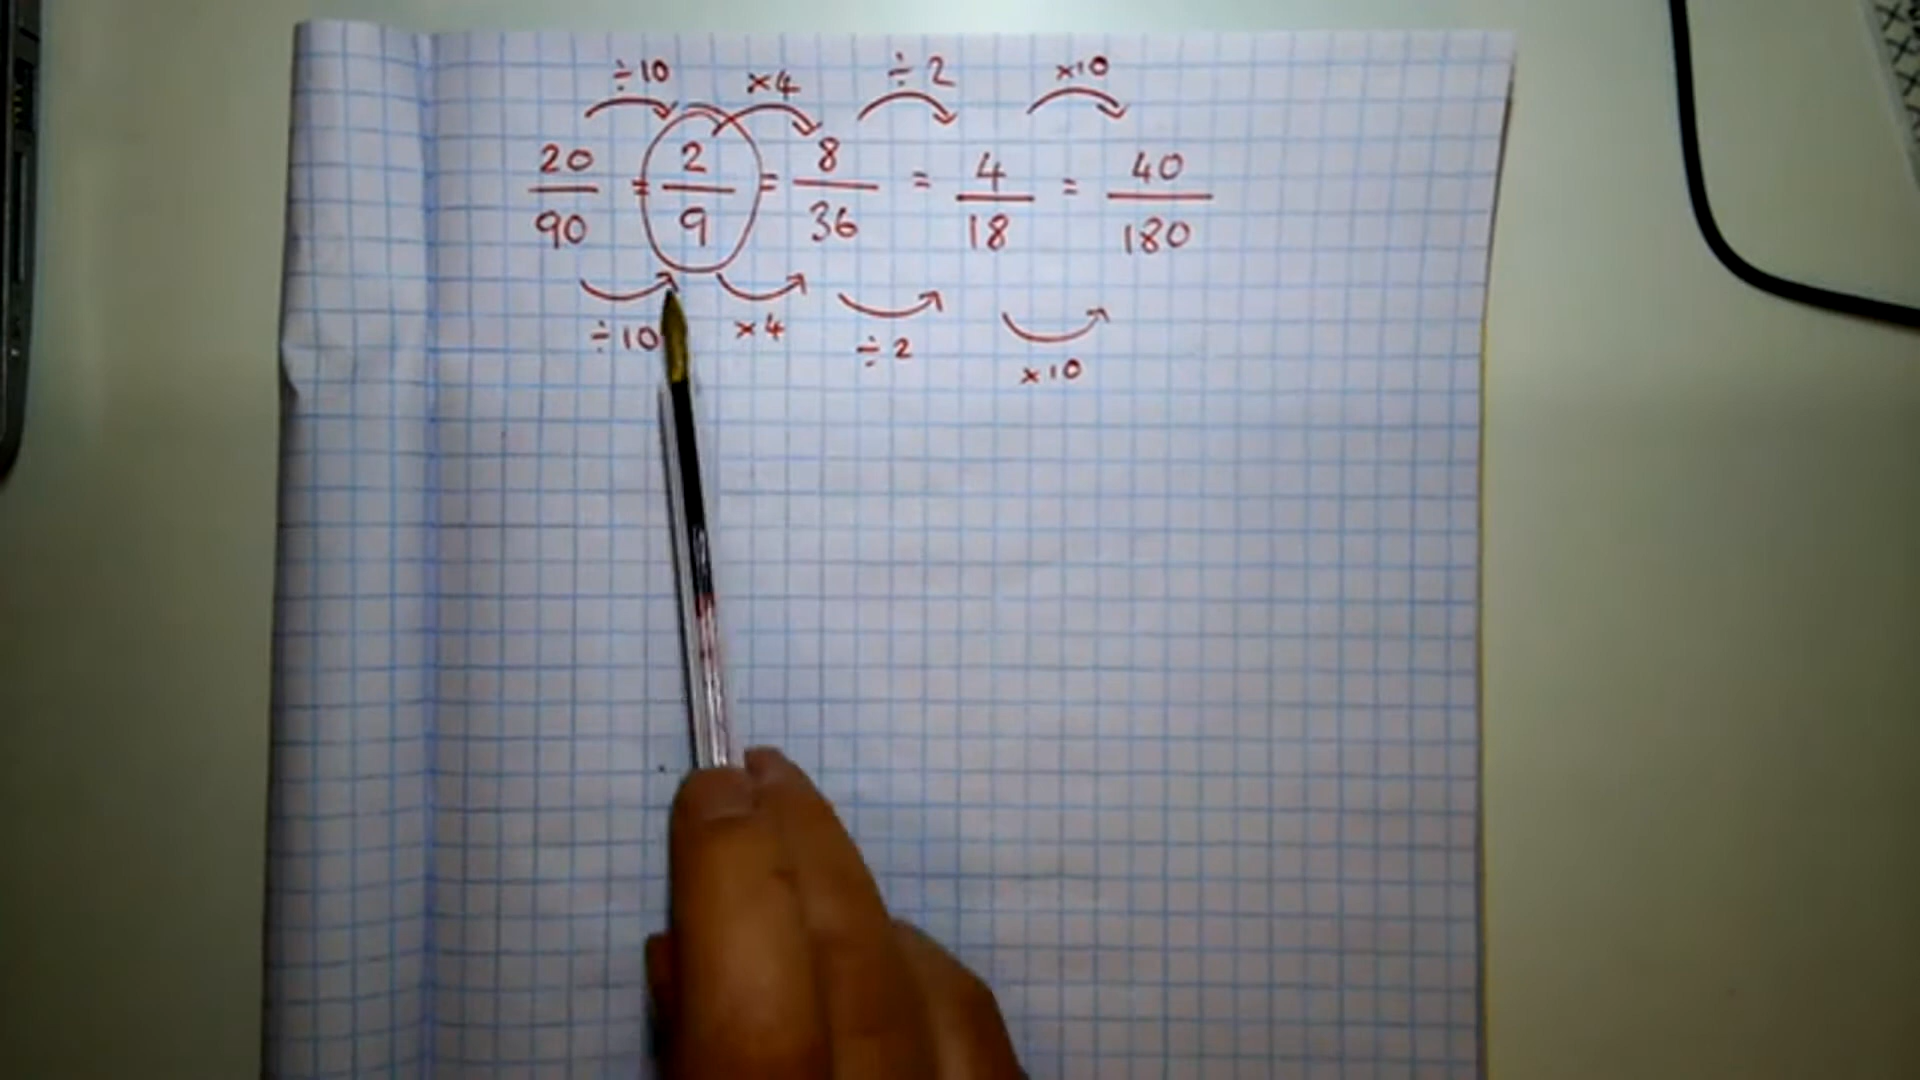 ÷10 ×4 ÷2 ×10
20/90 = 2/9 = 8/36 = 4/18 = 40/180
÷10 ×4 ÷2 ×10